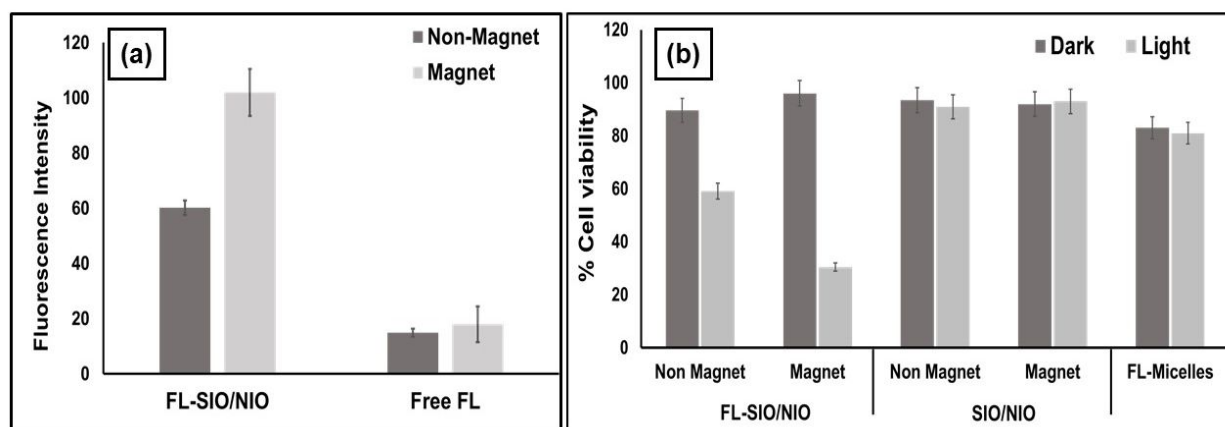 (a)
Non-Magnet
Magnet
Fluorescence Intensity
120
100
80
60
40
20
0
FL-SIO/NIO
Free FL
(b)
Dark
Light
% Cell viability
120
100
80
60
40
20
0
Non Magnet
Magnet
Non Magnet
Magnet
FL-Micelles
FL-SIO/NIO
SIO/NIO